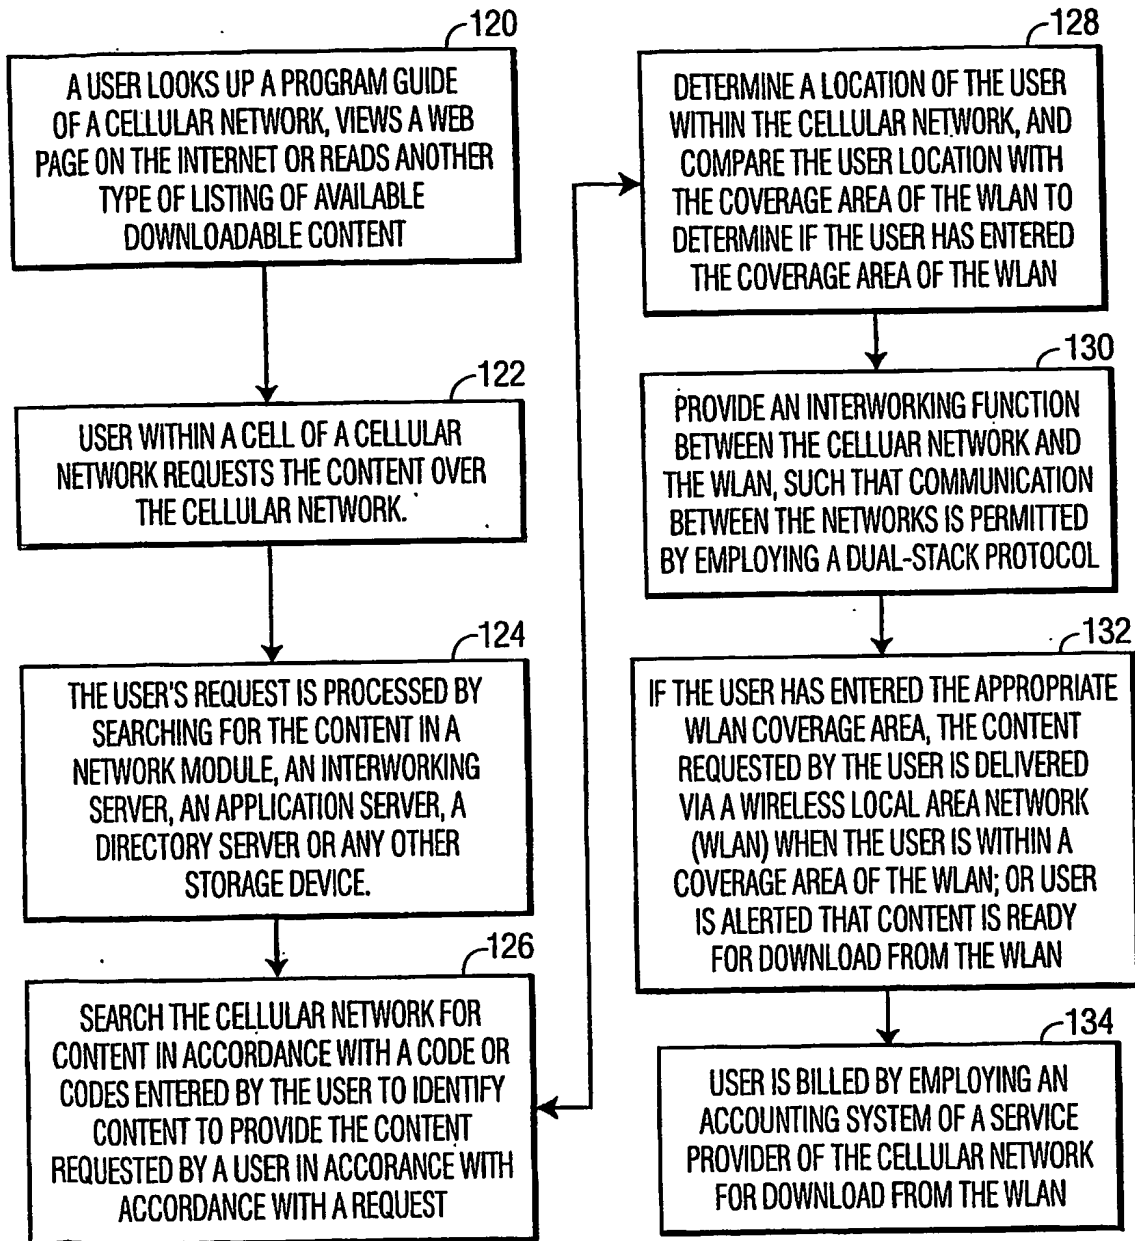 120
A USER LOOKS UP A PROGRAM GUIDE
OF A CELLULAR NETWORK, VIEWS A WEB
PAGE ON THE INTERNET OR READS ANOTHER
TYPE OF LISTING OF AVAILABLE
DOWNLOADABLE CONTENT
122
USER WITHIN A CELL OF A CELLULAR
NETWORK REQUESTS THE CONTENT OVER
THE CELLULAR NETWORK.
124
THE USER'S REQUEST IS PROCESSED BY
SEARCHING FOR THE CONTENT IN A
NETWORK MODULE, AN INTERWORKING
SERVER, AN APPLICATION SERVER, A
DIRECTORY SERVER OR ANY OTHER
STORAGE DEVICE.
126
SEARCH THE CELLULAR NETWORK FOR
CONTENT IN ACCORDANCE WITH A CODE OR
CODES ENTERED BY THE USER TO IDENTIFY
CONTENT TO PROVIDE THE CONTENT
REQUESTED BY A USER IN ACCORANCE WITH
ACCORDANCE WITH A REQUEST
128
DETERMINE A LOCATION OF THE USER
WITHIN THE CELLULAR NETWORK, AND
COMPARE THE USER LOCATION WITH
THE COVERAGE AREA OF THE WLAN TO
DETERMINE IF THE USER HAS ENTERED
THE COVERAGE AREA OF THE WLAN
130
PROVIDE AN INTERWORKING FUNCTION
BETWEEN THE CELLUAR NETWORK AND
THE WLAN, SUCH THAT COMMUNICATION
BETWEEN THE NETWORKS IS PERMITTED
BY EMPLOYING A DUAL-STACK PROTOCOL
132
IF THE USER HAS ENTERED THE APPROPRIATE
WLAN COVERAGE AREA, THE CONTENT
REQUESTED BY THE USER IS DELIVERED
VIA A WIRELESS LOCAL AREA NETWORK
(WLAN) WHEN THE USER IS WITHIN A
COVERAGE AREA OF THE WLAN; OR USER
IS ALERTED THAT CONTENT IS READY
FOR DOWNLOAD FROM THE WLAN
134
USER IS BILLED BY EMPLOYING AN
ACCOUNTING SYSTEM OF A SERVICE
PROVIDER OF THE CELLULAR NETWORK
FOR DOWNLOAD FROM THE WLAN